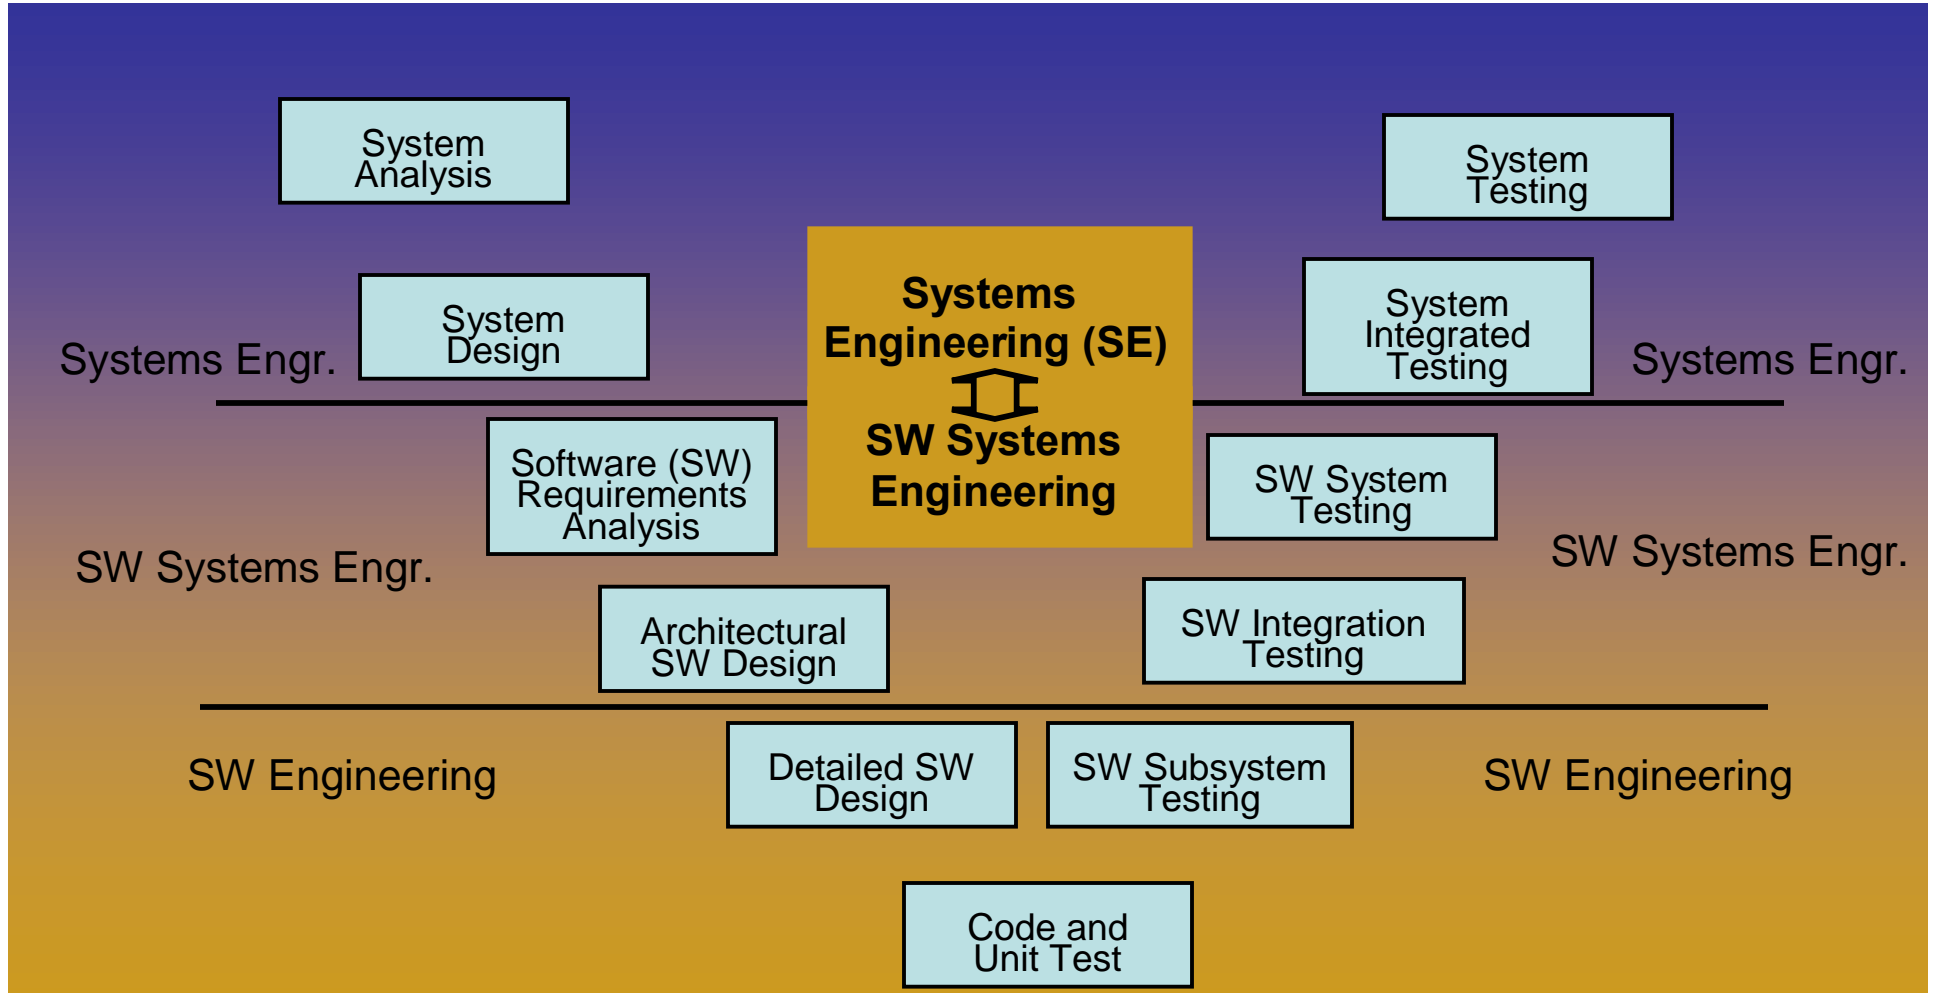 System
Analysis
System
Testing
Systems
Engineering (SE)
SW Systems
Engineering
System
Design
System
Integrated
Testing
Systems Engr.
Systems Engr.
Software (SW)
Requirements
Analysis
SW System
Testing
SW Systems Engr.
SW Systems Engr.
Architectural
SW Design
SW Integration
Testing
SW Engineering
Detailed SW
Design
SW Subsystem
Testing
SW Engineering
Code and
Unit Test